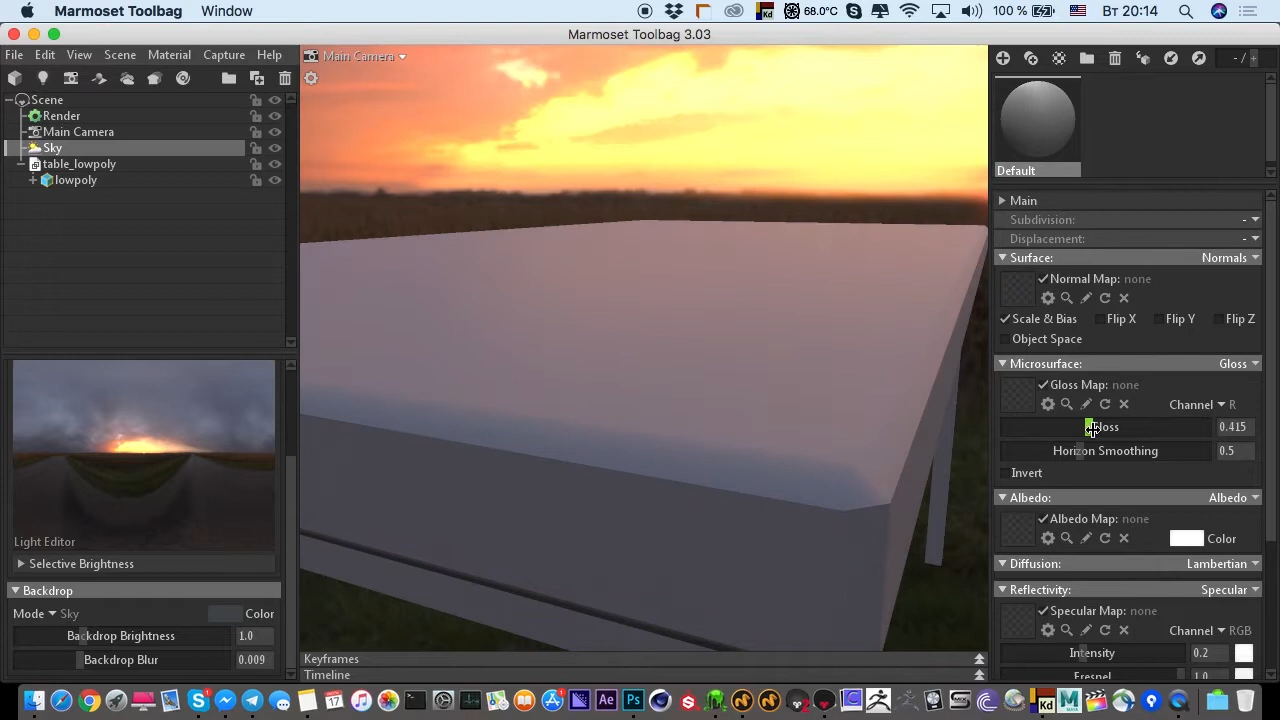 Marmoset Toolbag Window
68.0°C 100 % Вт 20:14
Marmoset Toolbag 3.03
File Edit View Scene Material Capture Help
Main Camera
- /
Scene
Render
Main Camera
Sky
table_lowpoly
lowpoly
Light Editor
Selective Brightness
Backdrop
Mode Sky Color
Backdrop Brightness 1.0
Backdrop Blur 0.009
Keyframes
Timeline
Default
Main
Subdivision: -
Displacement: -
Surface: Normals
Normal Map: none
Scale & Bias Flip X Flip Y Flip Z
Object Space
Microsurface: Gloss
Gloss Map: none
Channel R
Gloss 0.415
Horizon Smoothing 0.5
Invert
Albedo: Albedo
Albedo Map: none
Color
Diffusion: Lambertian
Reflectivity: Specular
Specular Map: none
Channel RGB
Intensity 0.2
Fresnel 1.0